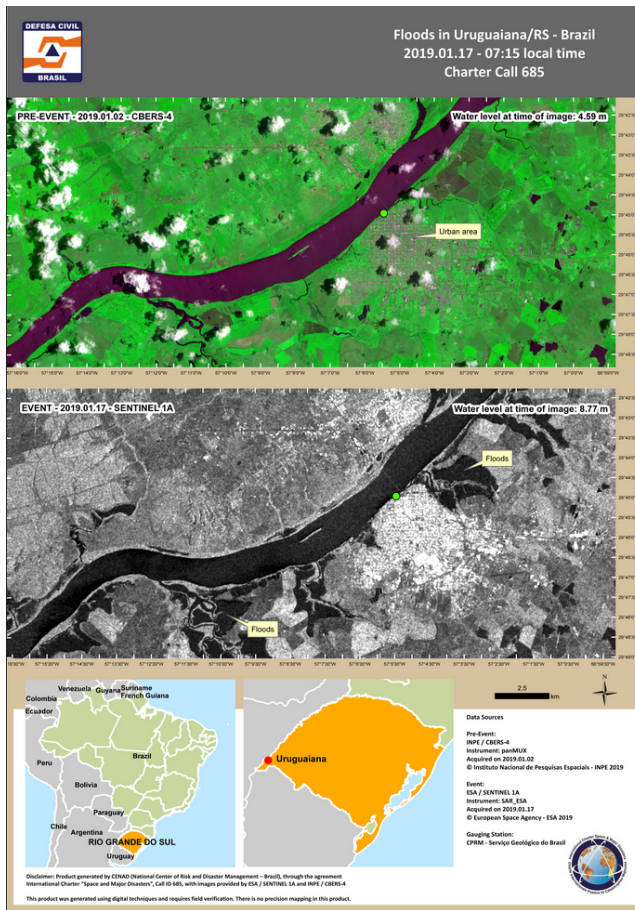 DEFESA CIVIL
BRASIL
Floods in Uruguaiana/RS - Brazil
2019.01.17 - 07:15 local time
Charter Call 685
PRE-EVENT - 2019.01.02 - CBERS-4
Water level at time of image: 4.59 m
Urban area
EVENT - 2019.01.17 - SENTINEL 1A
Water level at time of image: 8.77 m
Floods
Floods
2,5
km
N
Venezuela
Guyana
Suriname
French Guiana
Colombia
Ecuador
Peru
Brazil
Bolivia
Paraguay
Chile
Argentina
RIO GRANDE DO SUL
Uruguay
Uruguaiana
Data Sources
Pre-Event:
INPE / CBERS-4
Instrument: panMUX
Acquired on 2019.01.02
© Instituto Nacional de Pesquisas Espaciais - INPE 2019
Event:
ESA / SENTINEL 1A
Instrument: SAR_ESA
Acquired on 2019.01.17
© European Space Agency - ESA 2019
Gauging Station:
CPRM - Serviço Geológico do Brasil
Disclaimer: Product generated by CENAD (National Center of Risk and Disaster Management – Brazil), through the agreement
International Charter "Space and Major Disasters", Call ID 685, with images provided by ESA / SENTINEL 1A and INPE / CBERS-4
This product was generated using digital techniques and requires field verification. There is no precision mapping in this product.